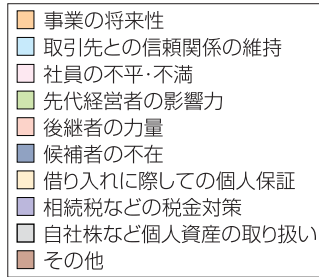 事業の将来性
取引先との信頼関係の維持
社員の不平・不満
先代経営者の影響力
後継者の力量
候補者の不在
借り入れに際しての個人保証
相続税などの税金対策
自社株など個人資産の取り扱い
その他